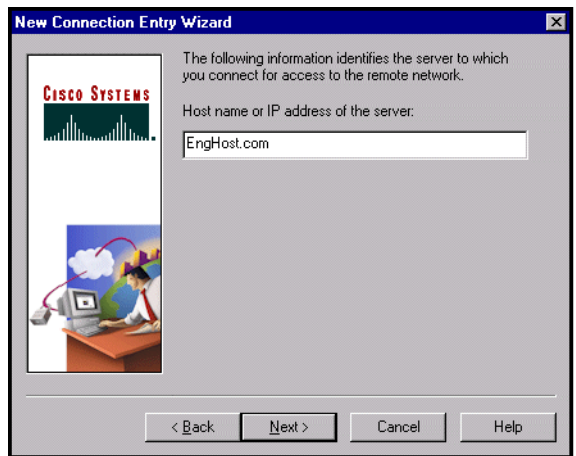 New Connection Entry Wizard
The following information identifies the server to which
you connect for access to the remote network.
CISCO SYSTEMS
Host name or IP address of the server:
EngHost.com
< Back
Next >
Cancel
Help